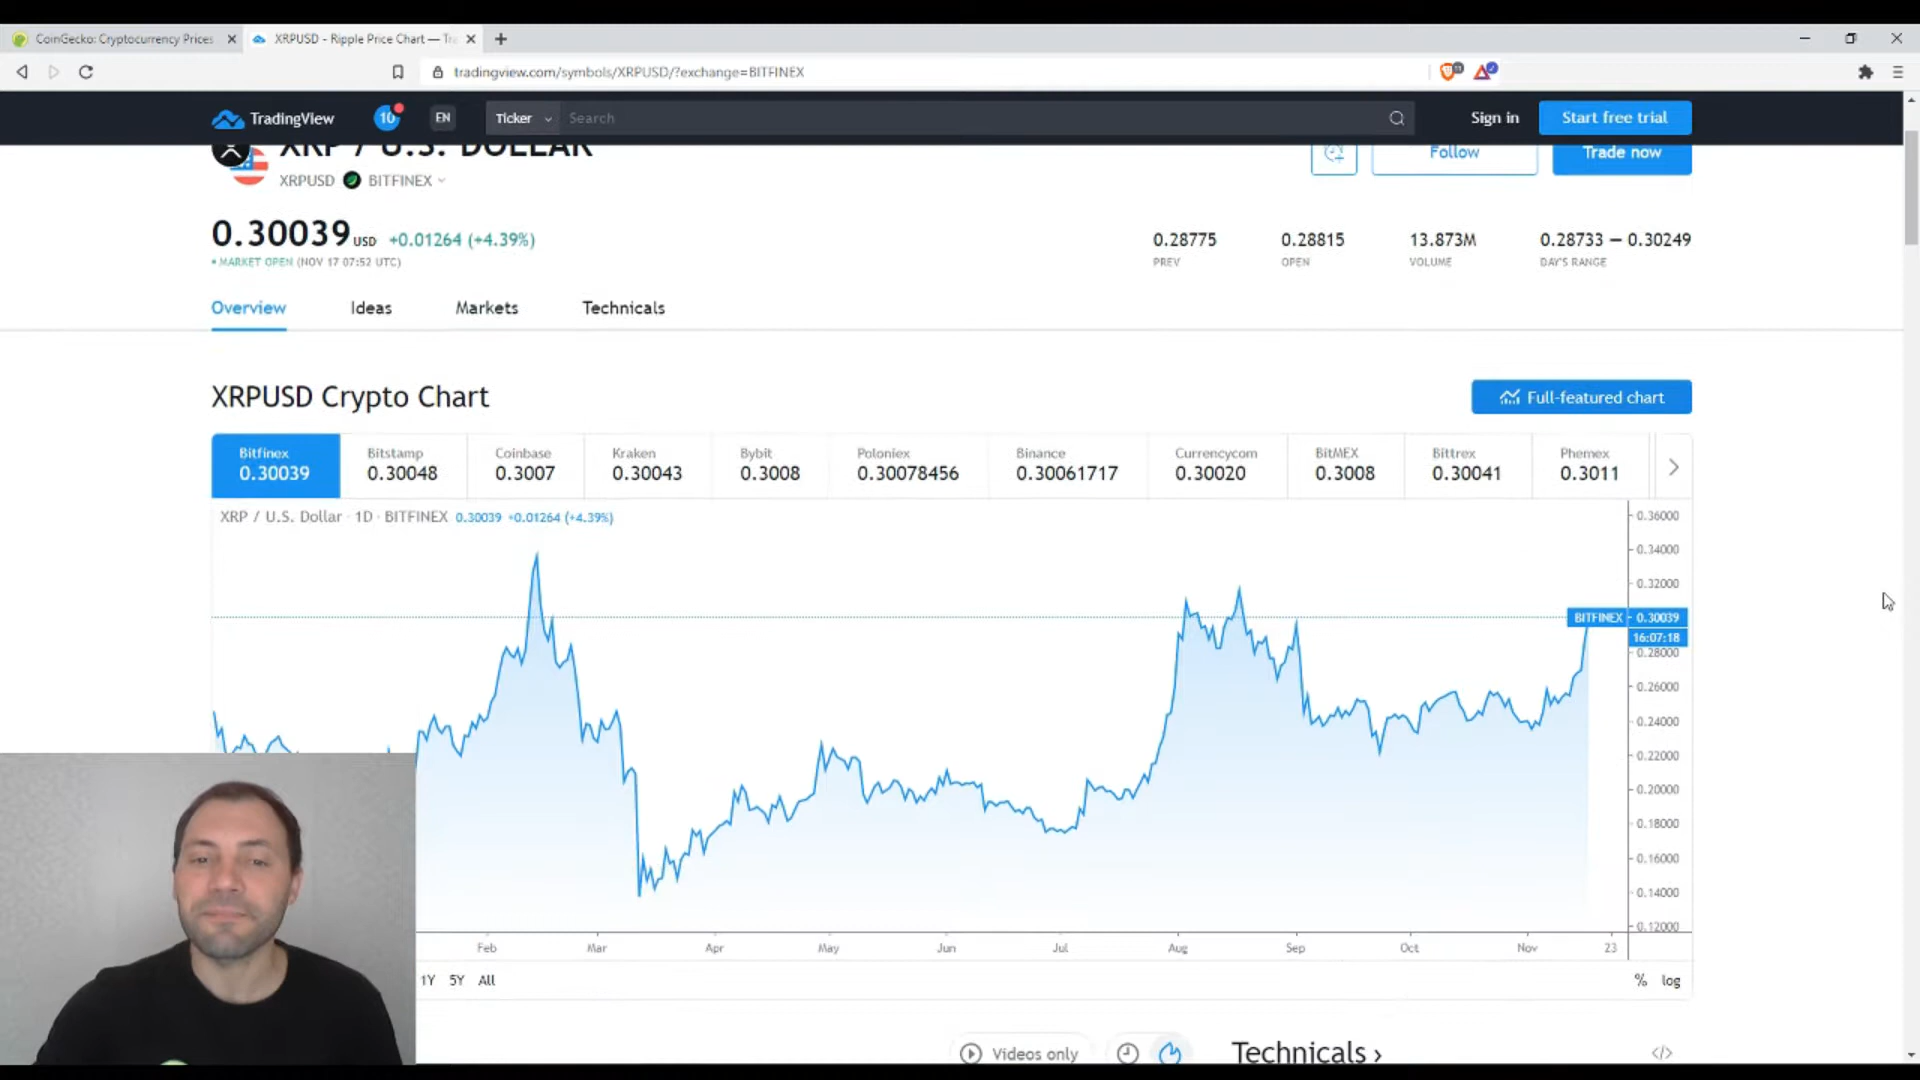 CoinGecko: Cryptocurrency Prices
XRPUSD - Ripple Price Chart — Tr
tradingview.com/symbols/XRPUSD/?exchange=BITFINEX
TradingView
10
EN
Ticker
Search
Sign in
Start free trial
XRP / U.S. DOLLAR
Follow
Trade now
XRPUSD BITFINEX
0.30039 USD +0.01264 (+4.39%)
0.28775
0.28815
13.873M
0.28733 — 0.30249
MARKET OPEN (NOV 17 07:52 UTC)
PREV
OPEN
VOLUME
DAY'S RANGE
Overview
Ideas
Markets
Technicals
XRPUSD Crypto Chart
Full-featured chart
Bitfinex
0.30039
Bitstamp
0.30048
Coinbase
0.3007
Kraken
0.30043
Bybit
0.3008
Poloniex
0.30078456
Binance
0.30061717
Currencycom
0.30020
BitMEX
0.3008
Bittrex
0.30041
Phemex
0.3011
XRP / U.S. Dollar · 1D · BITFINEX 0.30039 +0.01264 (+4.39%)
0.36000
0.34000
0.32000
BITFINEX 0.30039
16:07:18
0.28000
0.26000
0.24000
0.22000
0.20000
0.18000
0.16000
0.14000
0.12000
Feb
Mar
Apr
May
Jun
Jul
Aug
Sep
Oct
Nov
23
1Y
5Y
All
%
log
Videos only
Technicals ›